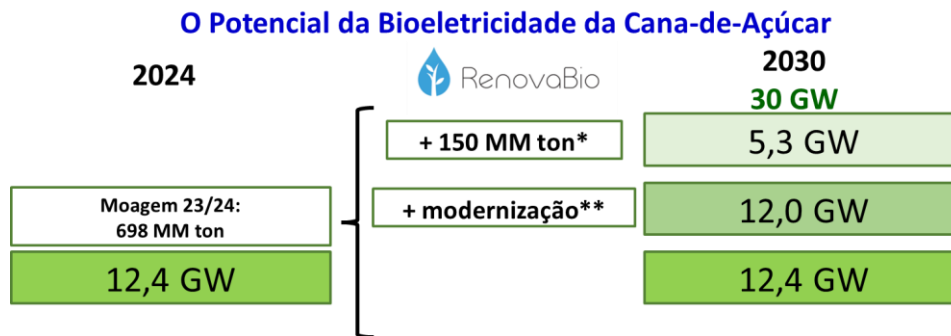 O Potencial da Bioeletricidade da Cana-de-Açúcar
2024
RenovaBio
2030
30 GW
+ 150 MM ton*
5,3 GW
Moagem 23/24:
698 MM ton
+ modernização**
12,0 GW
12,4 GW
12,4 GW